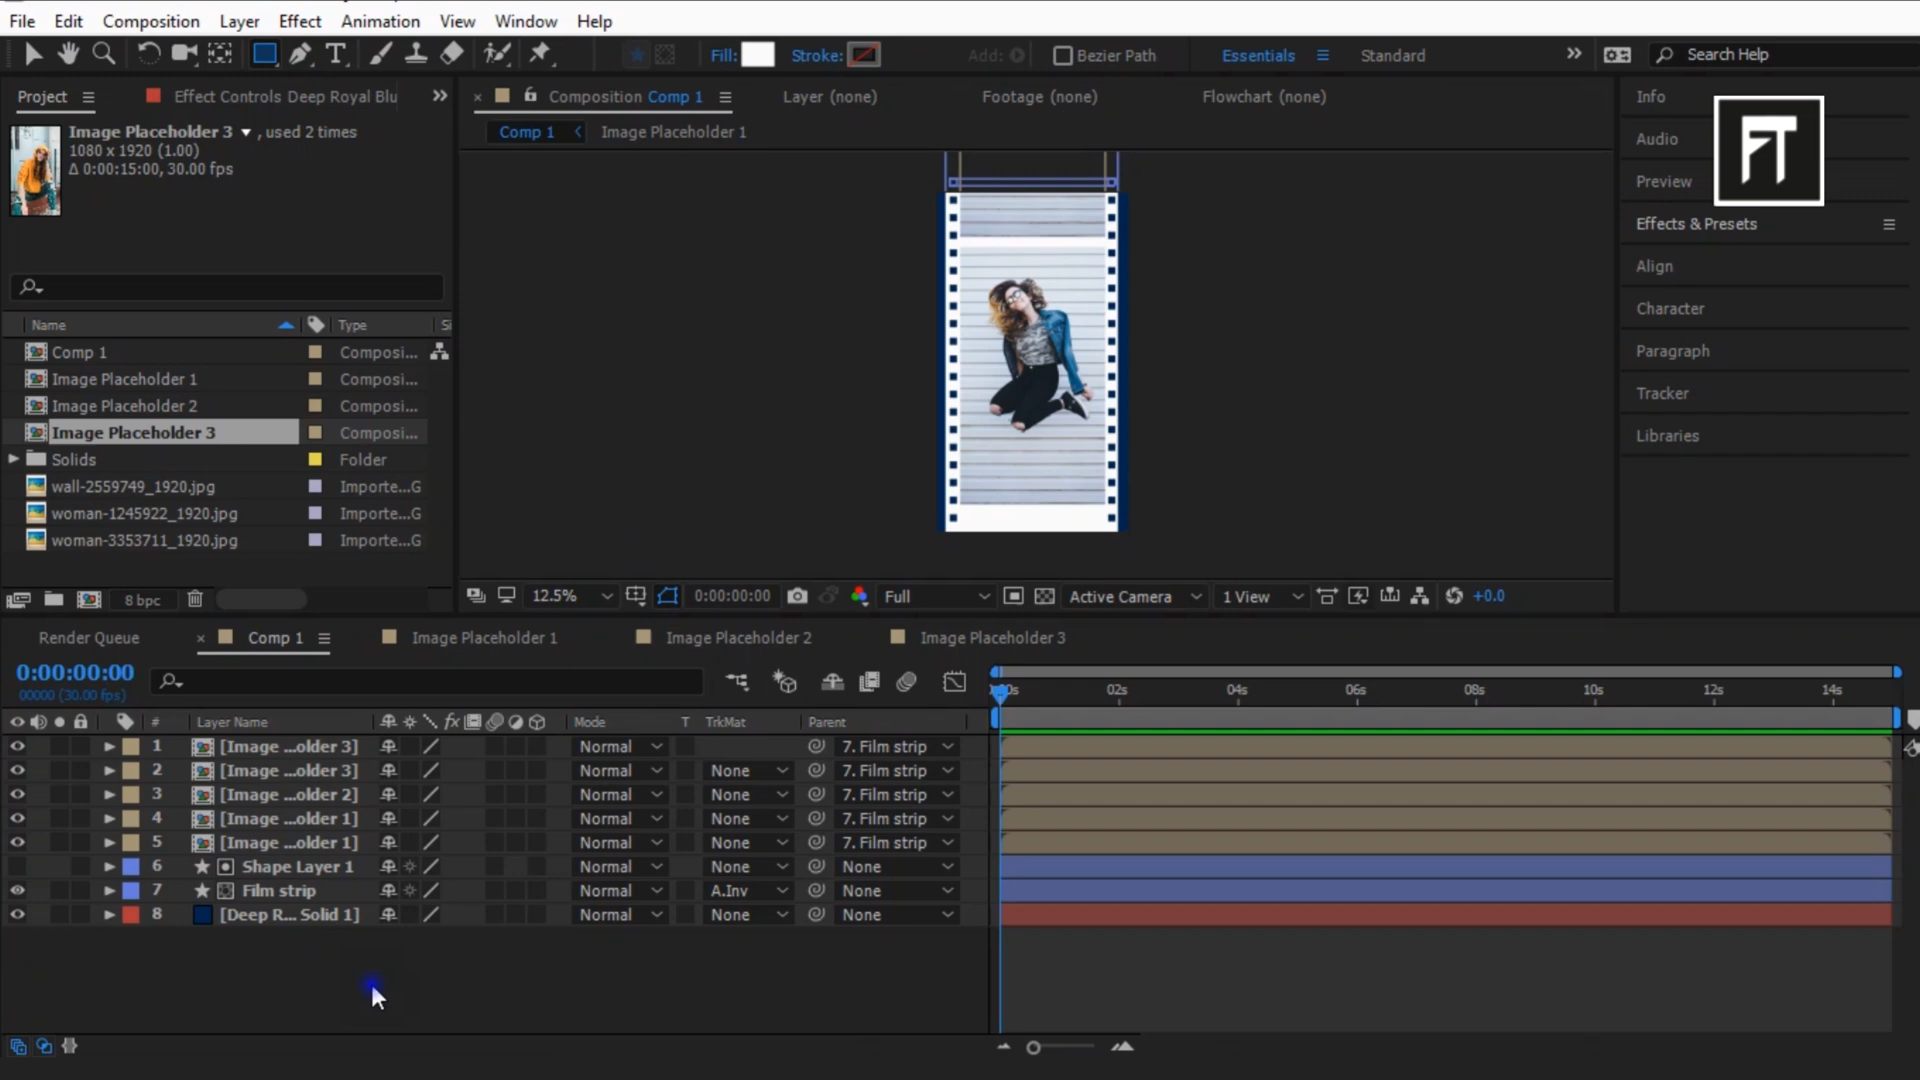 File Edit Composition Layer Effect Animation View Window Help
Fill: Stroke: Add: Bezier Path Essentials Standard Search Help
Project Effect Controls Deep Royal Blu
Composition Comp 1 Layer (none) Footage (none) Flowchart (none)
Comp 1 Image Placeholder 1
Image Placeholder 3 , used 2 times
1080 x 1920 (1.00)
Δ 0:00:15:00, 30.00 fps
Name Type Si
Comp 1 Composi...
Image Placeholder 1 Composi...
Image Placeholder 2 Composi...
Image Placeholder 3 Composi...
Solids Folder
wall-2559749_1920.jpg Importe...G
woman-1245922_1920.jpg Importe...G
woman-3353711_1920.jpg Importe...G
8 bpc
12.5% 0:00:00:00 Full Active Camera 1 View +0.0
Info
Audio
Preview
Effects & Presets
Align
Character
Paragraph
Tracker
Libraries
FT
Render Queue Comp 1 Image Placeholder 1 Image Placeholder 2 Image Placeholder 3
0:00:00:00
00000 (30.00 fps)
02s 04s 06s 08s 10s 12s 14s
# Layer Name fx Mode T TrkMat Parent
1 [Image ...older 3] Normal 7. Film strip
2 [Image ...older 3] Normal None 7. Film strip
3 [Image ...older 2] Normal None 7. Film strip
4 [Image ...older 1] Normal None 7. Film strip
5 [Image ...older 1] Normal None 7. Film strip
6 Shape Layer 1 Normal None None
7 Film strip Normal A.Inv None
8 [Deep R... Solid 1] Normal None None